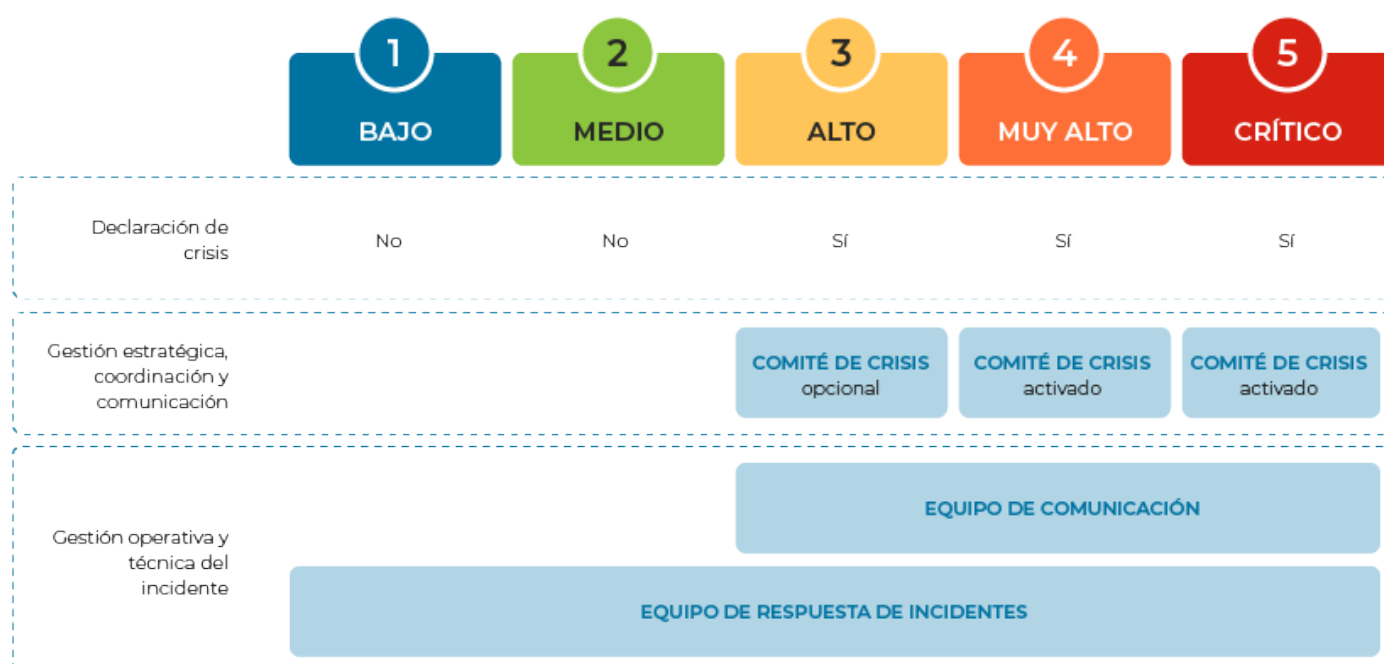 1
2
3
4
5
BAJO
MEDIO
ALTO
MUY ALTO
CRÍTICO
Declaración de
crisis
No
No
Sí
Sí
Sí
Gestión estratégica,
coordinación y
comunicación
COMITÉ DE CRISIS
opcional
COMITÉ DE CRISIS
activado
COMITÉ DE CRISIS
activado
Gestión operativa y
técnica del
incidente
EQUIPO DE COMUNICACIÓN
EQUIPO DE RESPUESTA DE INCIDENTES